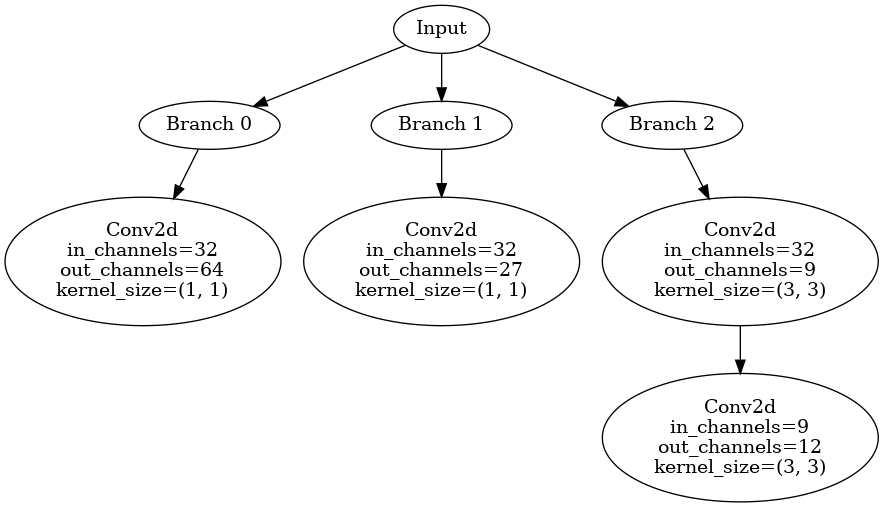 Input
Branch 0
Branch 1
Branch 2
Conv2d
in_channels=32
out_channels=64
kernel_size=(1, 1)
Conv2d
in_channels=32
out_channels=27
kernel_size=(1, 1)
Conv2d
in_channels=32
out_channels=9
kernel_size=(3, 3)
Conv2d
in_channels=9
out_channels=12
kernel_size=(3, 3)